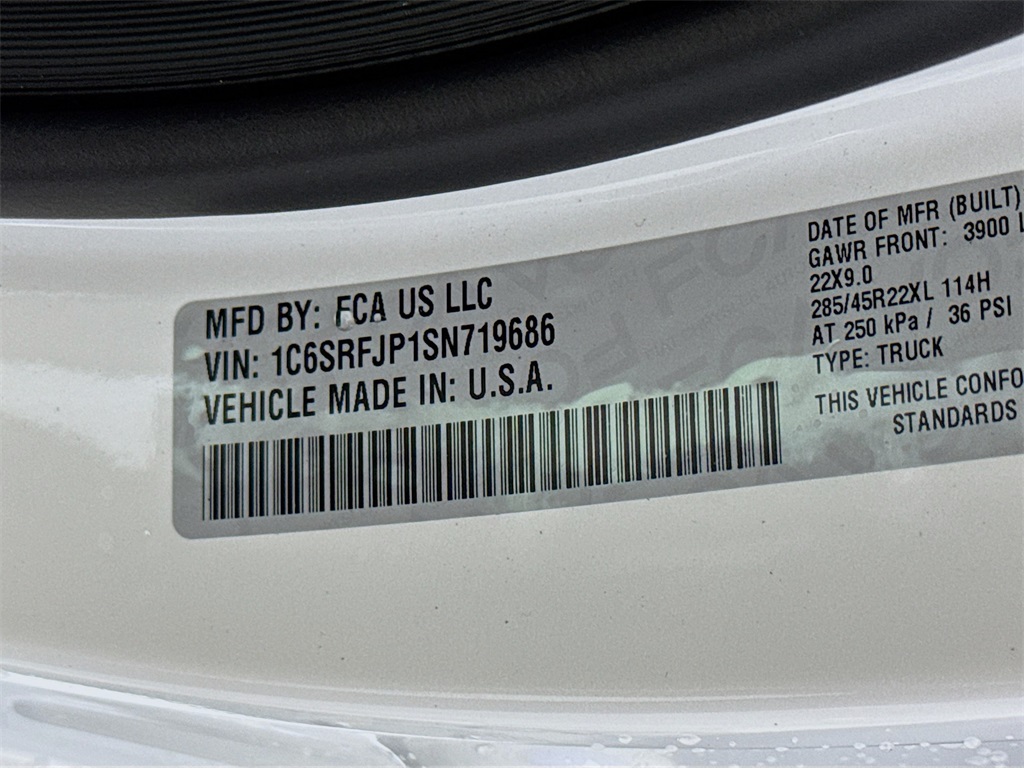 MFD BY: FCA US LLC
VIN: 1C6SRFJP1SN719686
VEHICLE MADE IN: U.S.A.
DATE OF MFR (BUILT)
GAWR FRONT: 3900 L
22X9.0
285/45R22XL 114H
AT 250 kPa / 36 PSI
TYPE: TRUCK
THIS VEHICLE CONFO
STANDARDS